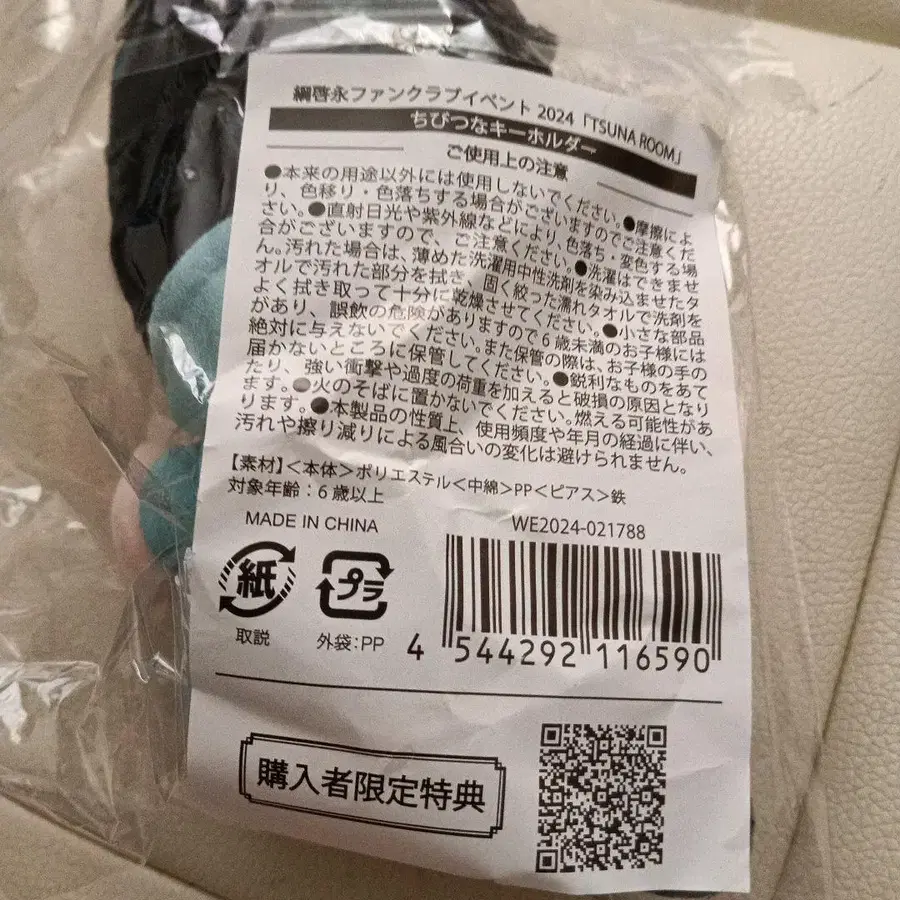 綱啓永ファンクラブイベント 2024「TSUNA ROOM」
ちびつなキーホルダー
ご使用上の注意
●本来の用途以外には使用しないでください。●摩擦によ
り、色移り・色落ちする場合がございますのでご注意くだ
さい。●直射日光や紫外線などにより、色落ち・変色する場
合がございますので、ご注意ください。●洗濯はできませ
ん。汚れた場合は、薄めた洗濯用中性洗剤を染み込ませたタ
オルで汚れた部分を拭き、固く絞った濡れタオルで洗剤を
よく拭き取って十分に乾燥させてください。●小さな部品
があり、誤飲の危険がありますので6歳未満のお子様には
絶対に与えないでください。また保管の際は、お子様の手の
届かないところに保管してください。●鋭利なものをあて
たり、強い衝撃や過度の荷重を加えると破損の原因となり
ます。●火のそばに置かないでください。燃える可能性があ
ります。●本製品の性質上、使用頻度や年月の経過に伴い、
汚れや擦り減りによる風合いの変化は避けられません。
【素材】<本体>ポリエステル<中綿>PP<ピアス>鉄
対象年齢:6歳以上
MADE IN CHINA
WE2024-021788
紙
プラ
取説
外袋:PP
4 544292 116590
購入者限定特典